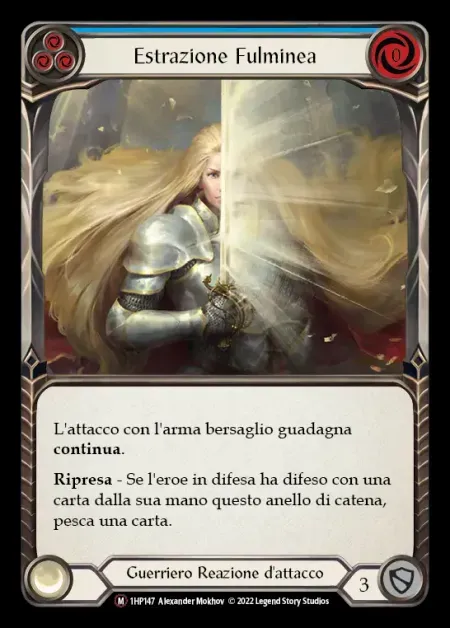 Estrazione Fulminea
0
L'attacco con l'arma bersaglio guadagna
continua.
Ripresa - Se l'eroe in difesa ha difeso con una
carta dalla sua mano questo anello di catena,
pesca una carta.
Guerriero Reazione d'attacco
3
M 1HP147 Alexander Mokhov © 2022 Legend Story Studios